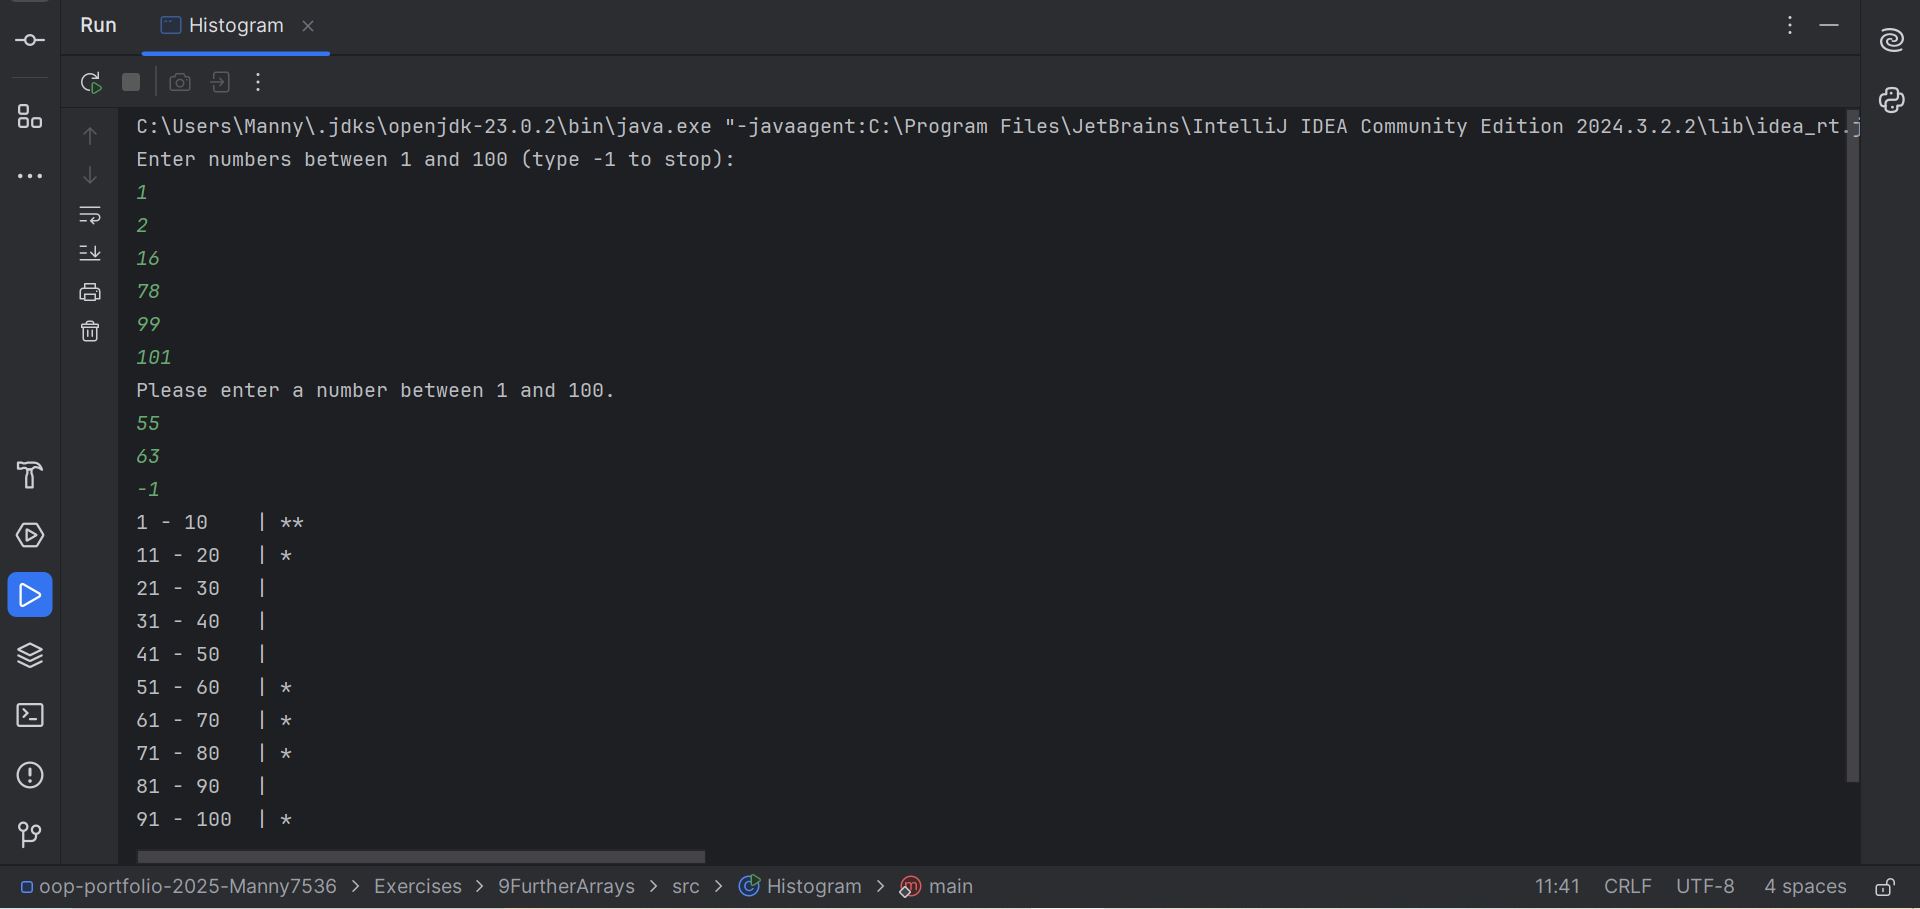 Run Histogram
C:\Users\Manny\.jdks\openjdk-23.0.2\bin\java.exe "-javaagent:C:\Program Files\JetBrains\IntelliJ IDEA Community Edition 2024.3.2.2\lib\idea_rt.j
Enter numbers between 1 and 100 (type -1 to stop):
1
2
16
78
99
101
Please enter a number between 1 and 100.
55
63
-1
1 - 10    | **
11 - 20   | *
21 - 30   |
31 - 40   |
41 - 50   |
51 - 60   | *
61 - 70   | *
71 - 80   | *
81 - 90   |
91 - 100  | *
oop-portfolio-2025-Manny7536 > Exercises > 9FurtherArrays > src > Histogram > main 11:41 CRLF UTF-8 4 spaces